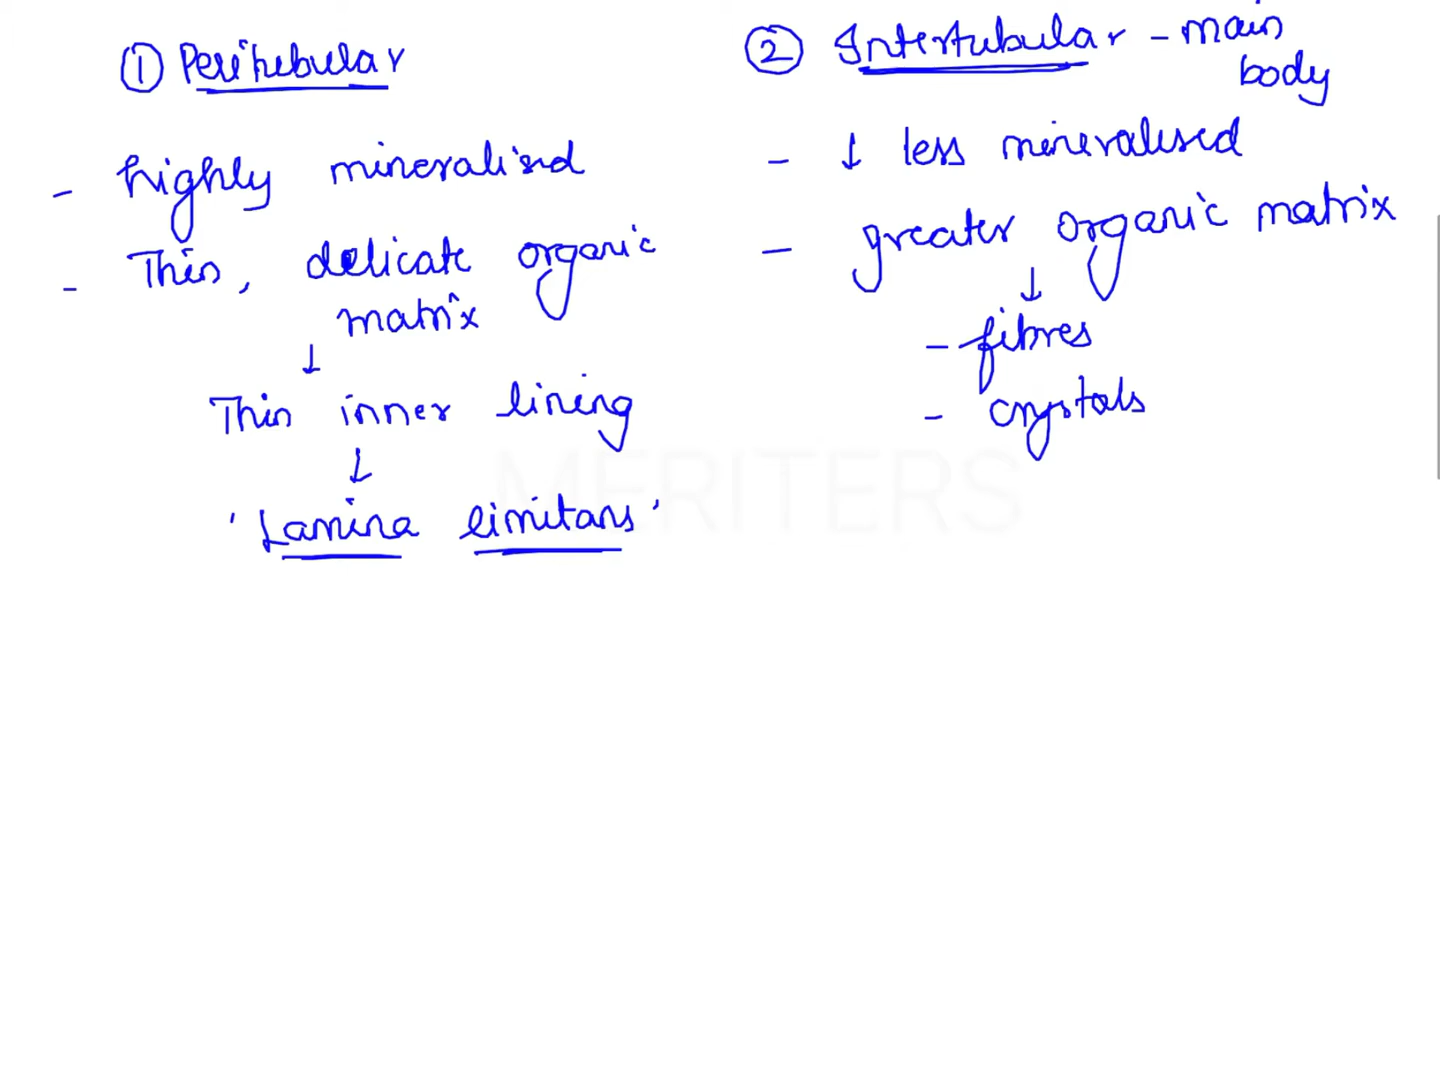 ① Peritubular
- highly mineralised
- Thin, delicate organic
matrix
↓
Thin inner lining
↓
'Lamina limitans'
② Intertubular - main
body
- ↓ less mineralised
- greater organic matrix
↓
- fibres
- crystals
MERITERS